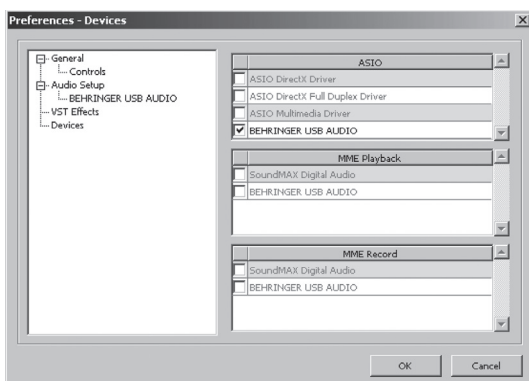 Preferences - Devices
General
Controls
Audio Setup
BEHRINGER USB AUDIO
VST Effects
Devices
ASIO
ASIO DirectX Driver
ASIO DirectX Full Duplex Driver
ASIO Multimedia Driver
BEHRINGER USB AUDIO
MME Playback
SoundMAX Digital Audio
BEHRINGER USB AUDIO
MME Record
SoundMAX Digital Audio
BEHRINGER USB AUDIO
OK
Cancel